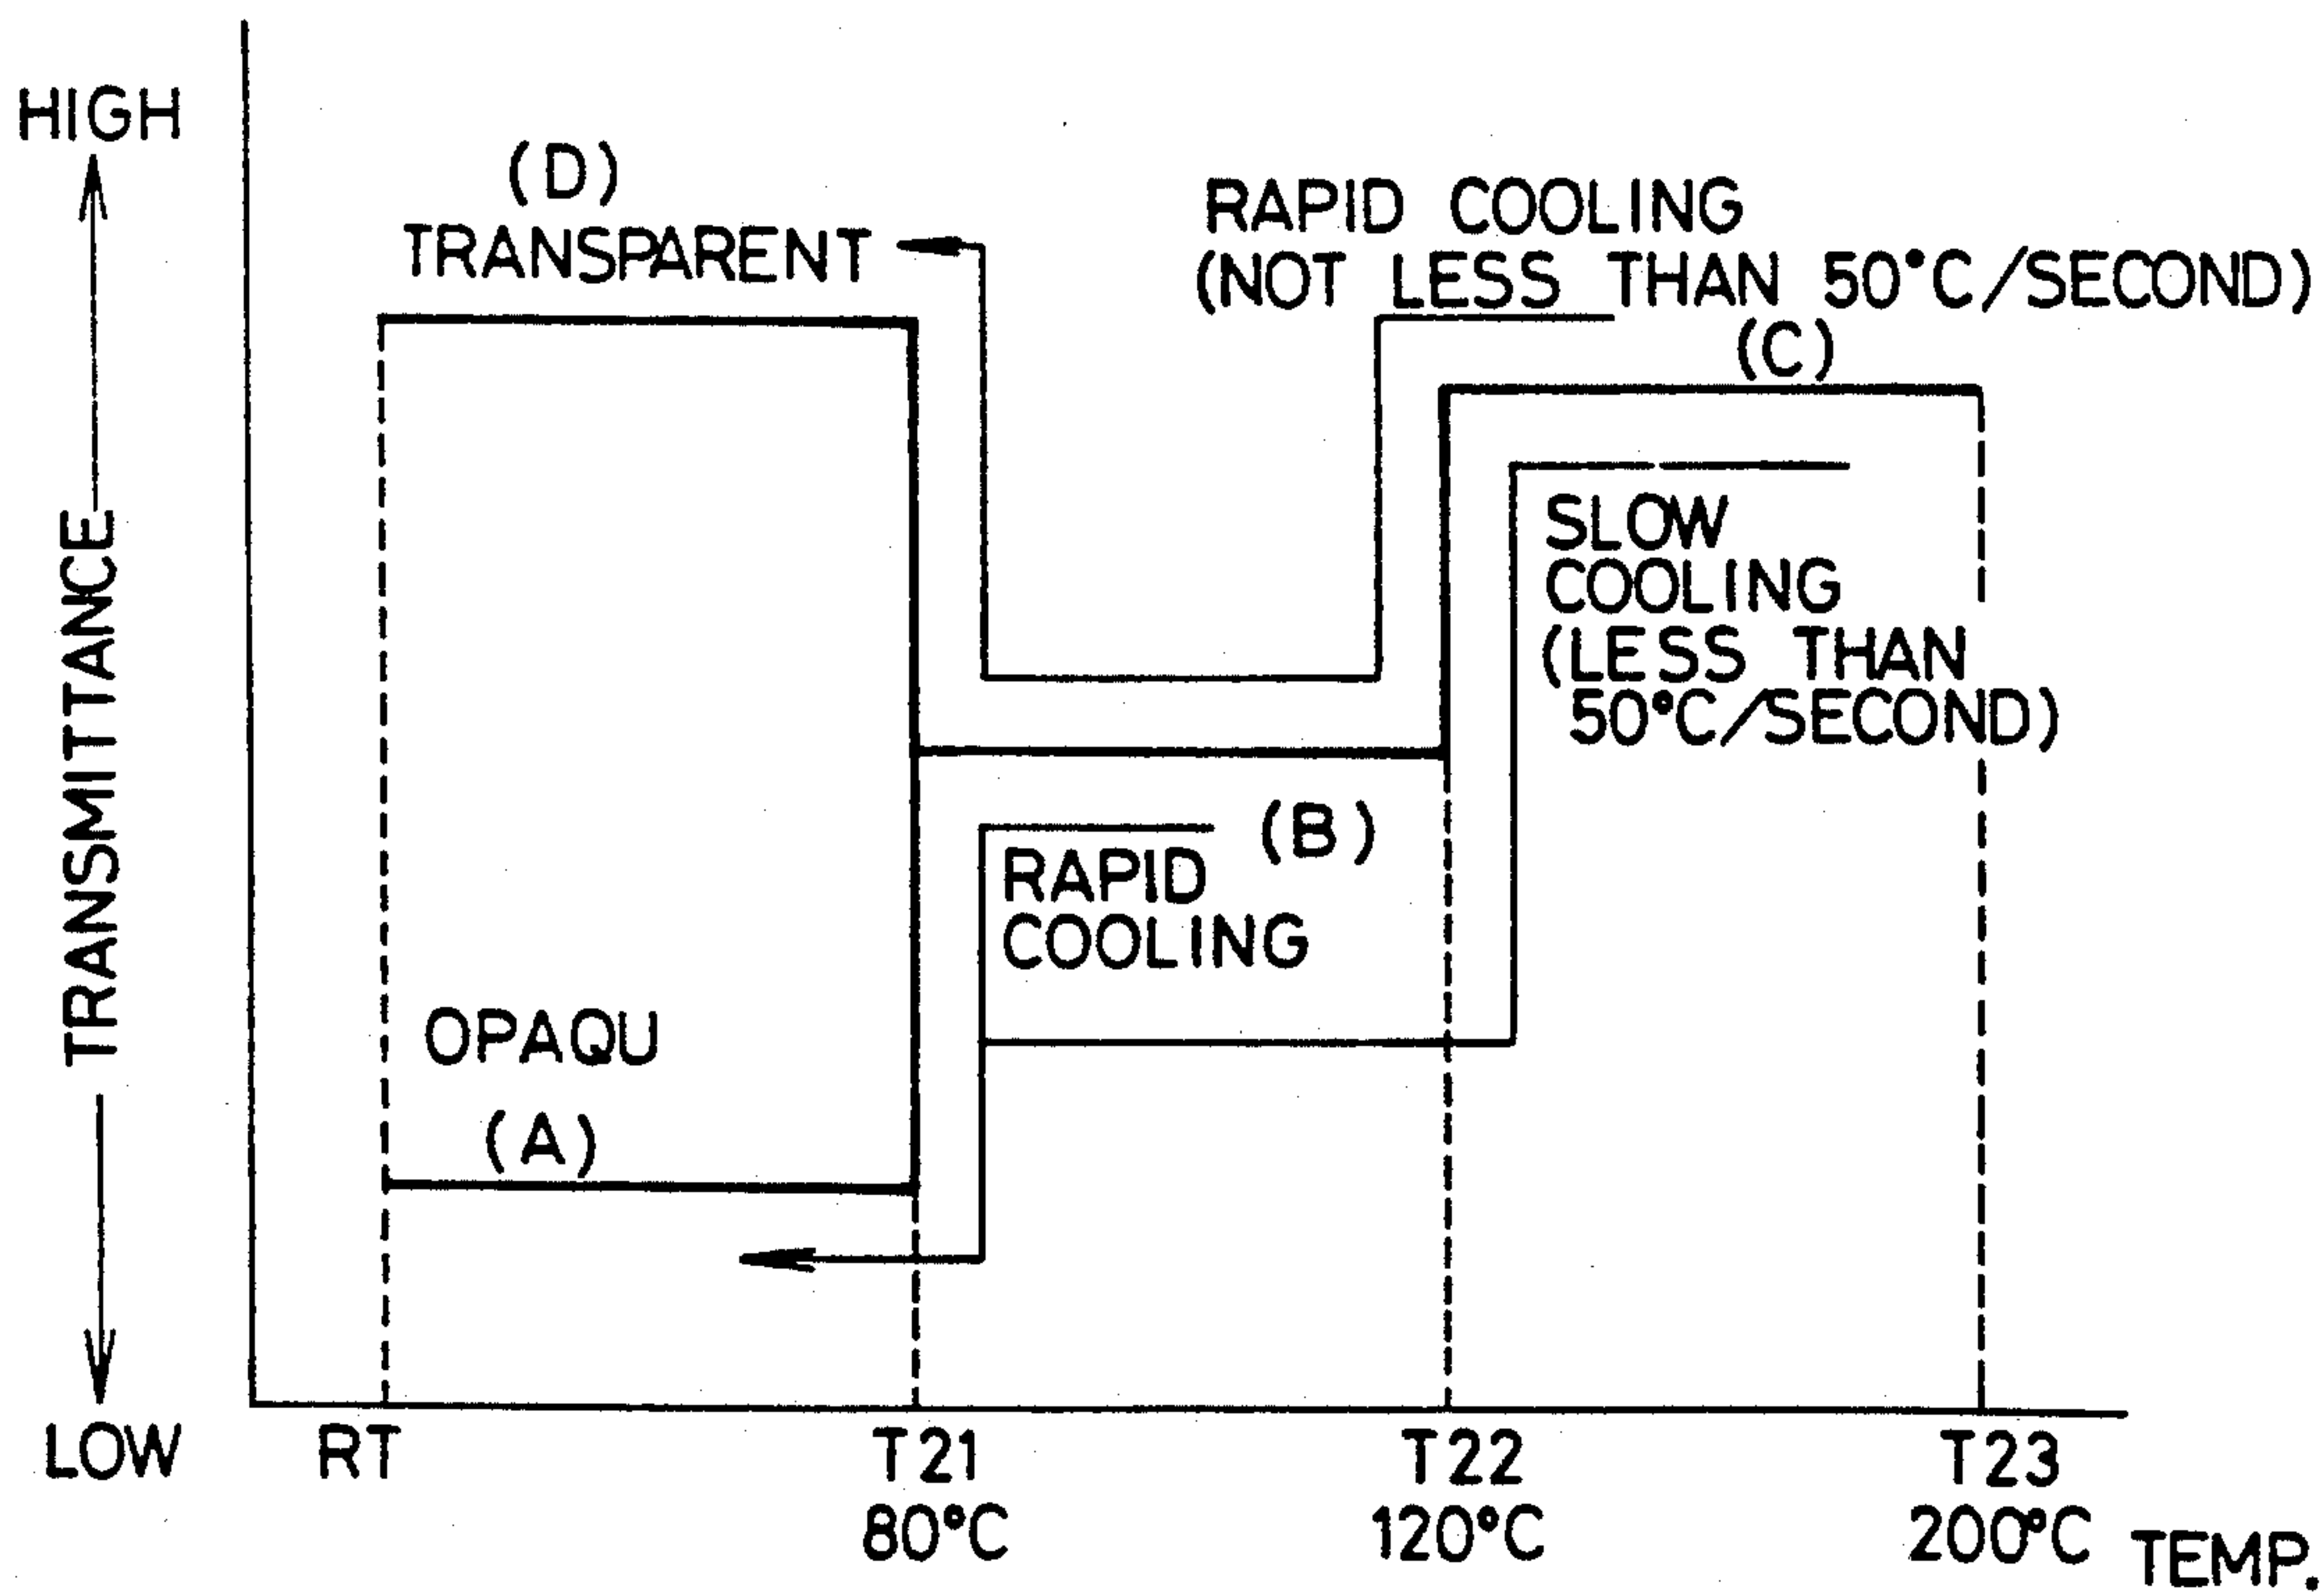 HIGH
TRANSMITTANCE
LOW
(D)
TRANSPARENT
RAPID COOLING
(NOT LESS THAN 50°C/SECOND)
(C)
SLOW
COOLING
(LESS THAN
50°C/SECOND)
(B)
RAPID
COOLING
OPAQU
(A)
RT
T21
80°C
T22
120°C
T23
200°C
TEMP.